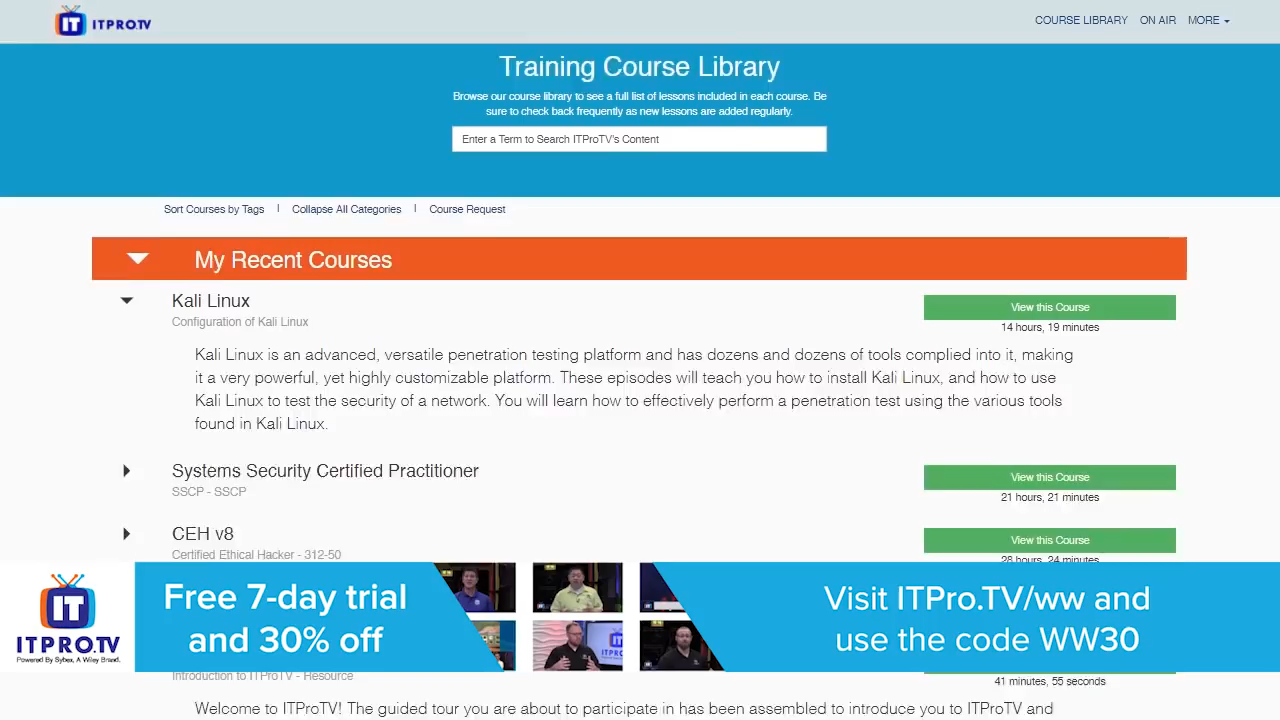 IT ITPRO.TV
COURSE LIBRARY ON AIR MORE
Training Course Library
Browse our course library to see a full list of lessons included in each course. Be
sure to check back frequently as new lessons are added regularly.
Enter a Term to Search ITProTV's Content
Sort Courses by Tags | Collapse All Categories | Course Request
My Recent Courses
Kali Linux
View this Course
Configuration of Kali Linux
14 hours, 19 minutes
Kali Linux is an advanced, versatile penetration testing platform and has dozens and dozens of tools complied into it, making
it a very powerful, yet highly customizable platform. These episodes will teach you how to install Kali Linux, and how to use
Kali Linux to test the security of a network. You will learn how to effectively perform a penetration test using the various tools
found in Kali Linux.
Systems Security Certified Practitioner
View this Course
SSCP - SSCP
21 hours, 21 minutes
CEH v8
View this Course
Certified Ethical Hacker - 312-50
28 hours, 24 minutes
IT
ITPRO.TV
Powered By Sybex, A Wiley Brand.
Free 7-day trial
and 30% off
Visit ITPro.TV/ww and
use the code WW30
Introduction to ITProTV - Resource
41 minutes, 55 seconds
Welcome to ITProTV! The guided tour you are about to participate in has been assembled to introduce you to ITProTV and